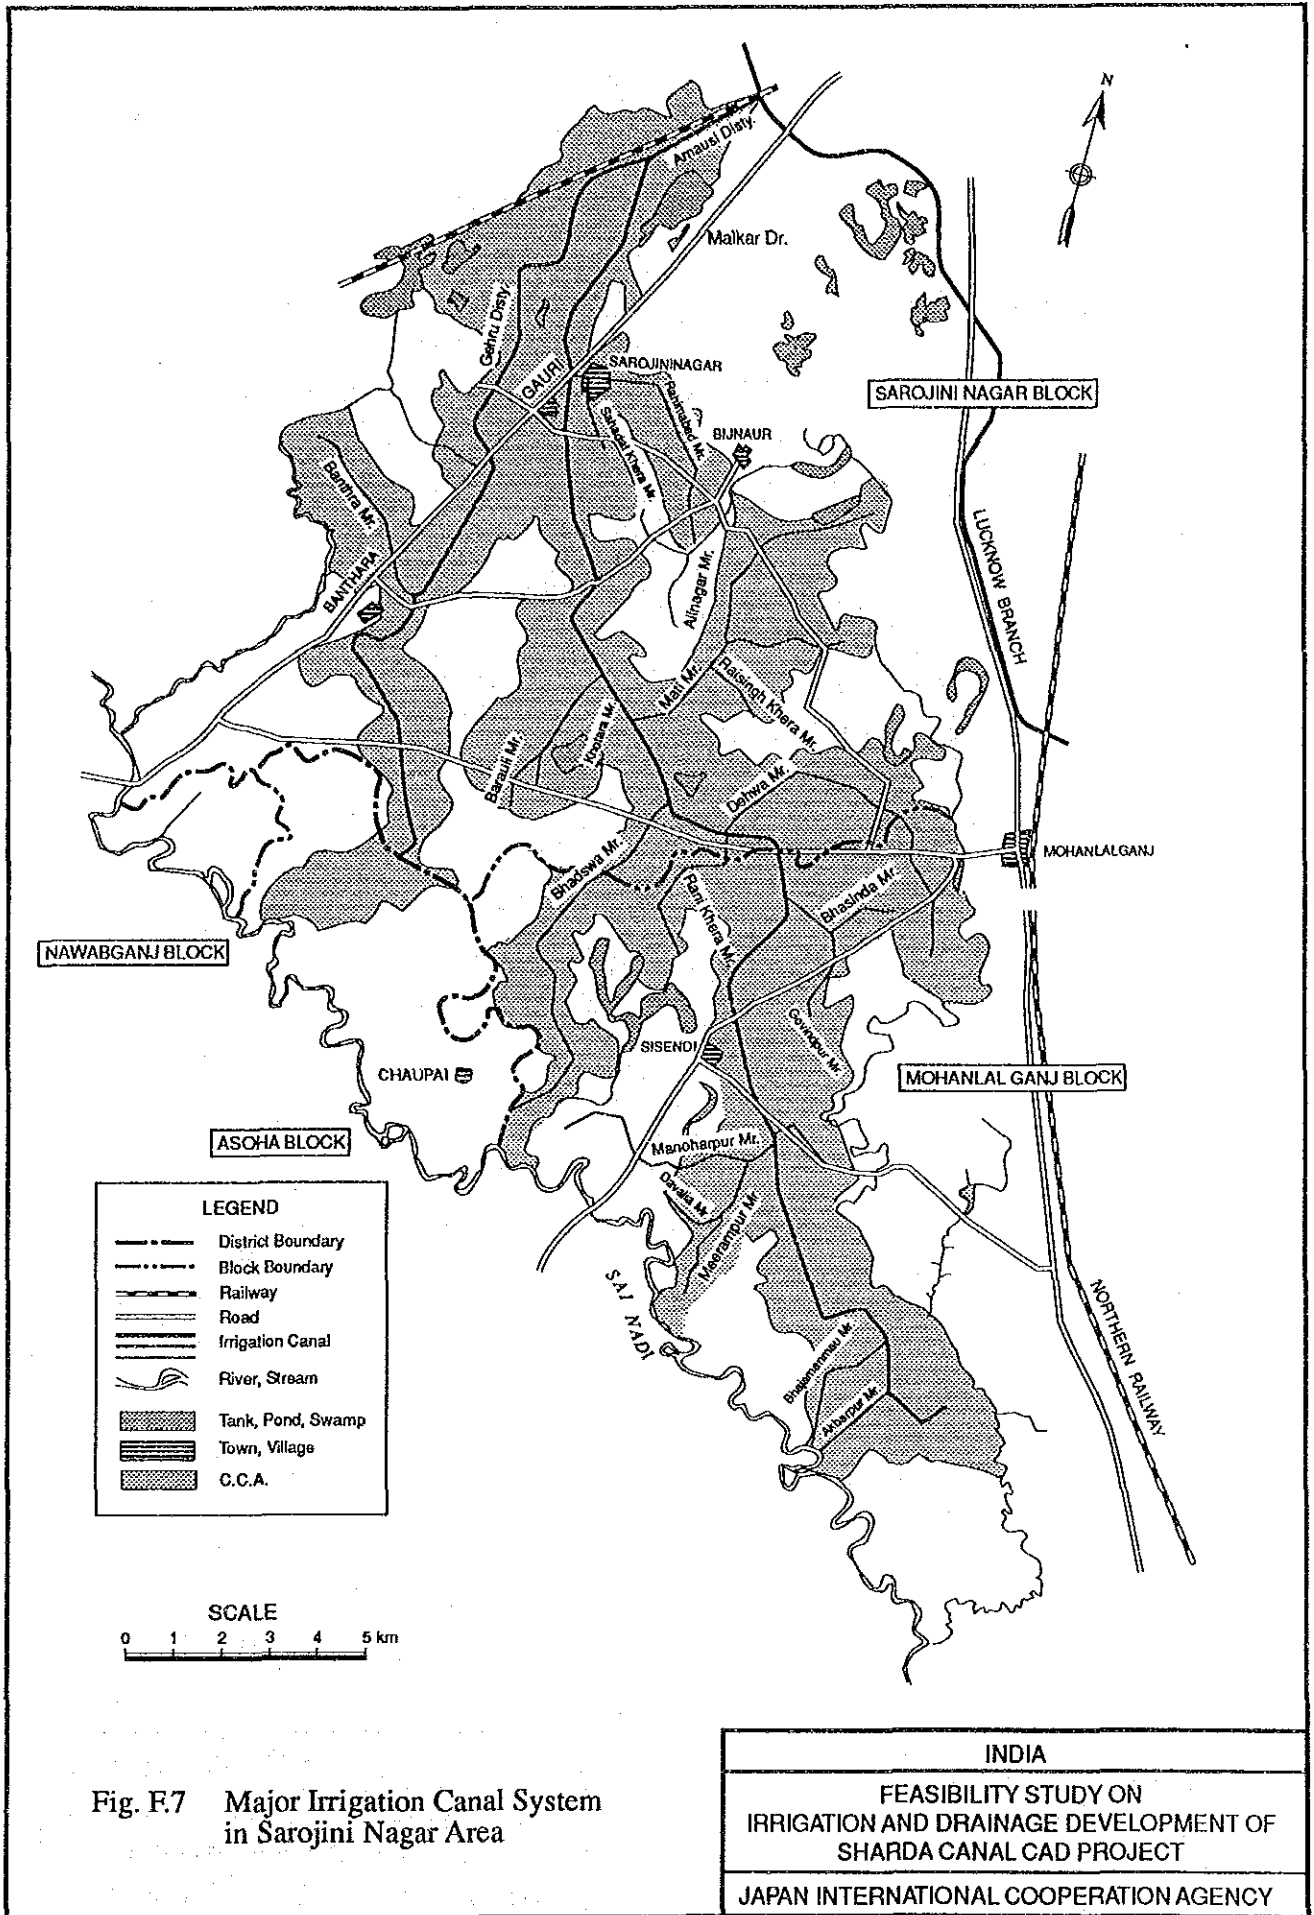 N
Amausi Disty.
Malkar Dr.
Gehru Disty.
GAURI
SAROJININAGAR
SAROJINI NAGAR BLOCK
Rahimabad Mr.
Sahadat Khera Mr.
BIJNAUR
Banthra Mr.
LUCKNOW BRANCH
BANTHARA
Alinagar Mr.
Mati Mr.
Raisingh Khera Mr.
Khotera Mr.
Barauli Mr.
Dehwa Mr.
MOHANLALGANJ
Bhadswa Mr.
Rani Khera Mr.
Bhasinda Mr.
NAWABGANJ BLOCK
Govindpur Mr.
SISENDI
CHAUPAI
MOHANLAL GANJ BLOCK
ASOHA BLOCK
Manoharpur Mr.
Davalia Mr.
Meerampur Mr.
SAI NADI
NORTHERN RAILWAY
Bhajamanmau Mr.
Akbarpur Mr.
LEGEND
District Boundary
Block Boundary
Railway
Road
Irrigation Canal
River, Stream
Tank, Pond, Swamp
Town, Village
C.C.A.
SCALE
0 1 2 3 4 5 km
Fig. F.7 Major Irrigation Canal System
in Sarojini Nagar Area
INDIA
FEASIBILITY STUDY ON
IRRIGATION AND DRAINAGE DEVELOPMENT OF
SHARDA CANAL CAD PROJECT
JAPAN INTERNATIONAL COOPERATION AGENCY